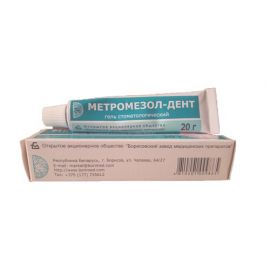 МЕТРОМЕЗОЛ-ДЕНТ
гель стоматологический
Открытое акционерное общество
20 г
Открытое акционерное общество "Борисовский завод медицинских препаратов"
Республика Беларусь, г. Борисов, ул. Чапаева, 64/27
E-mail: market@borimed.com